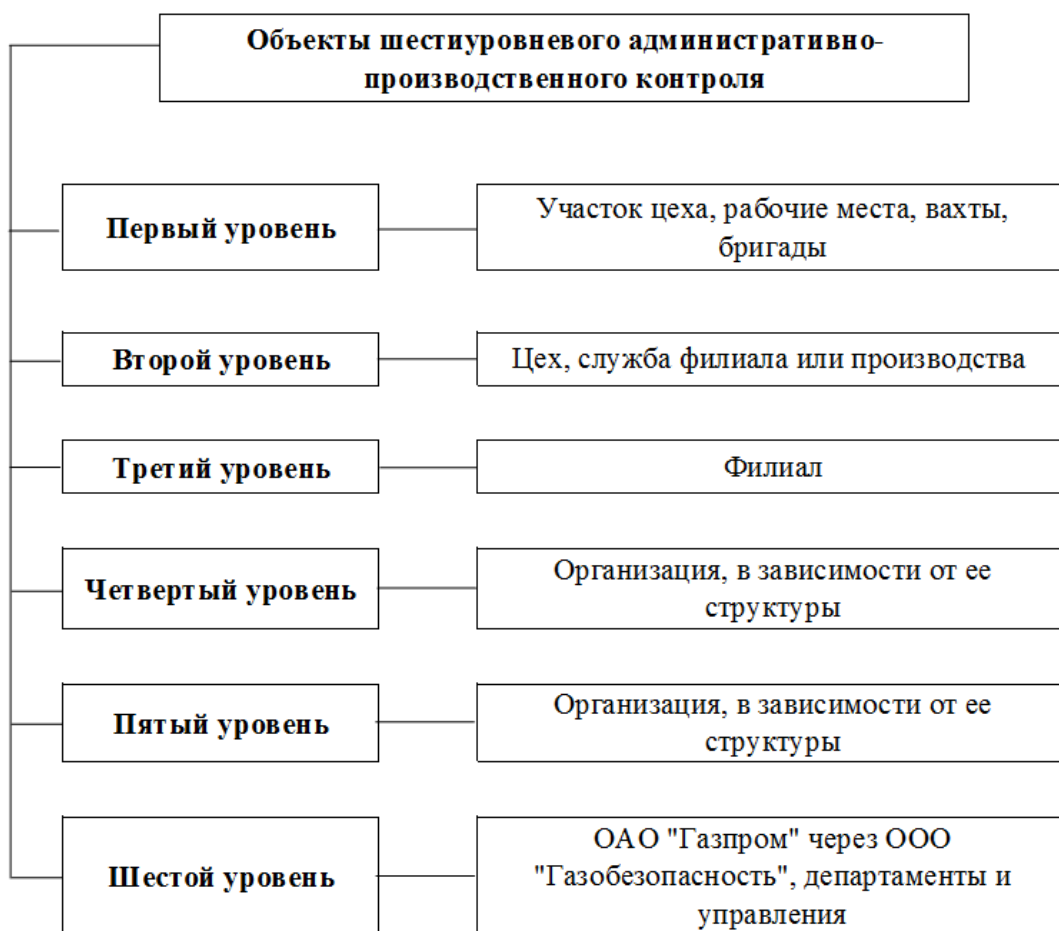 Объекты шестиуровневого административно-
производственного контроля
Первый уровень
Участок цеха, рабочие места, вахты,
бригады
Второй уровень
Цех, служба филиала или производства
Третий уровень
Филиал
Четвертый уровень
Организация, в зависимости от ее
структуры
Пятый уровень
Организация, в зависимости от ее
структуры
Шестой уровень
ОАО "Газпром" через ООО
"Газобезопасность", департаменты и
управления